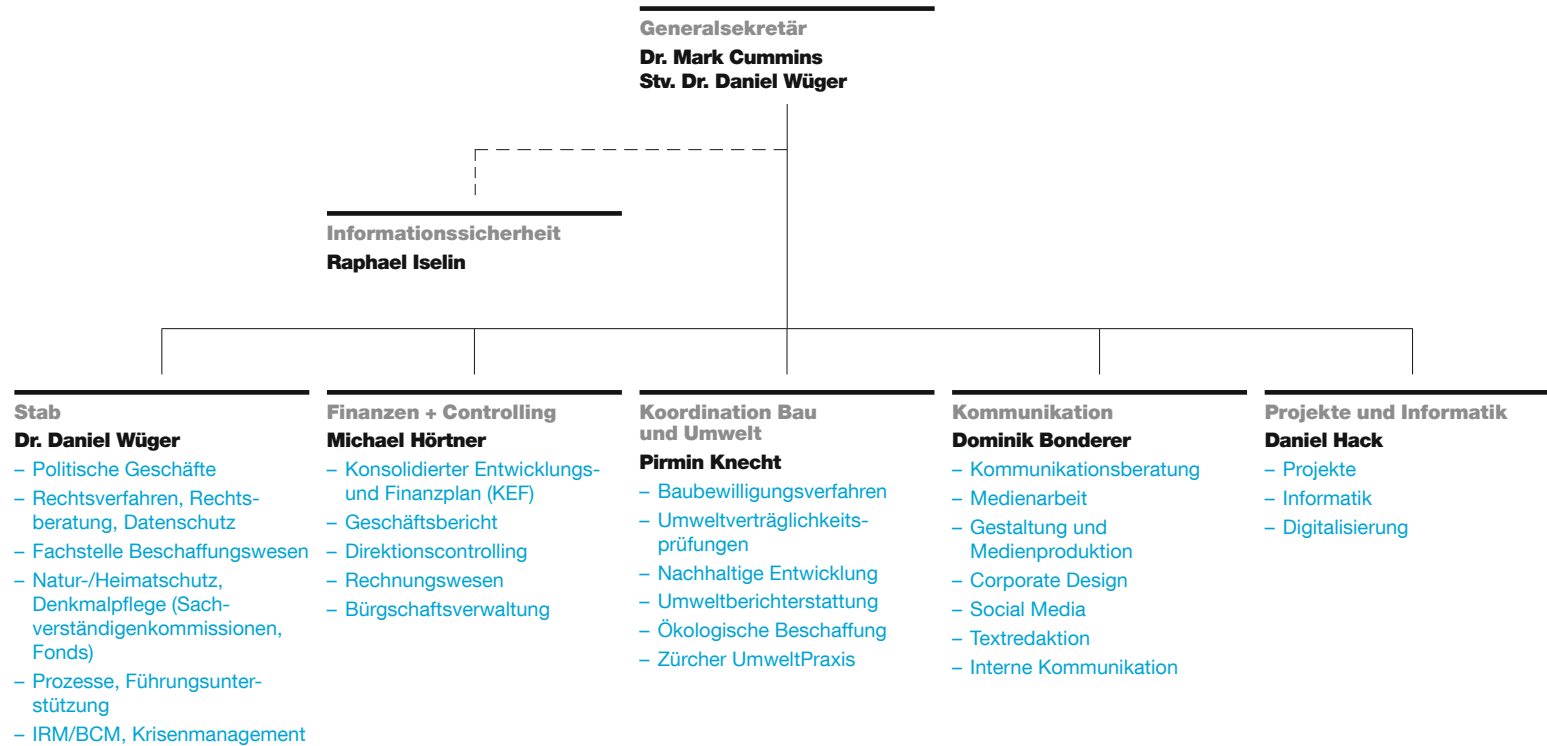 Generalsekretär
Dr. Mark Cummins
Stv. Dr. Daniel Wüger
Informationssicherheit
Raphael Iselin
Stab
Dr. Daniel Wüger
– Politische Geschäfte
– Rechtsverfahren, Rechts-
beratung, Datenschutz
– Fachstelle Beschaffungswesen
– Natur-/Heimatschutz,
Denkmalpflege (Sach-
verständigenkommissionen,
Fonds)
– Prozesse, Führungsunter-
stützung
– IRM/BCM, Krisenmanagement
Finanzen + Controlling
Michael Hörtner
– Konsolidierter Entwicklungs-
und Finanzplan (KEF)
– Geschäftsbericht
– Direktionscontrolling
– Rechnungswesen
– Bürgschaftsverwaltung
Koordination Bau
und Umwelt
Pirmin Knecht
– Baubewilligungsverfahren
– Umweltverträglichkeits-
prüfungen
– Nachhaltige Entwicklung
– Umweltberichterstattung
– Ökologische Beschaffung
– Zürcher UmweltPraxis
Kommunikation
Dominik Bonderer
– Kommunikationsberatung
– Medienarbeit
– Gestaltung und
Medienproduktion
– Corporate Design
– Social Media
– Textredaktion
– Interne Kommunikation
Projekte und Informatik
Daniel Hack
– Projekte
– Informatik
– Digitalisierung